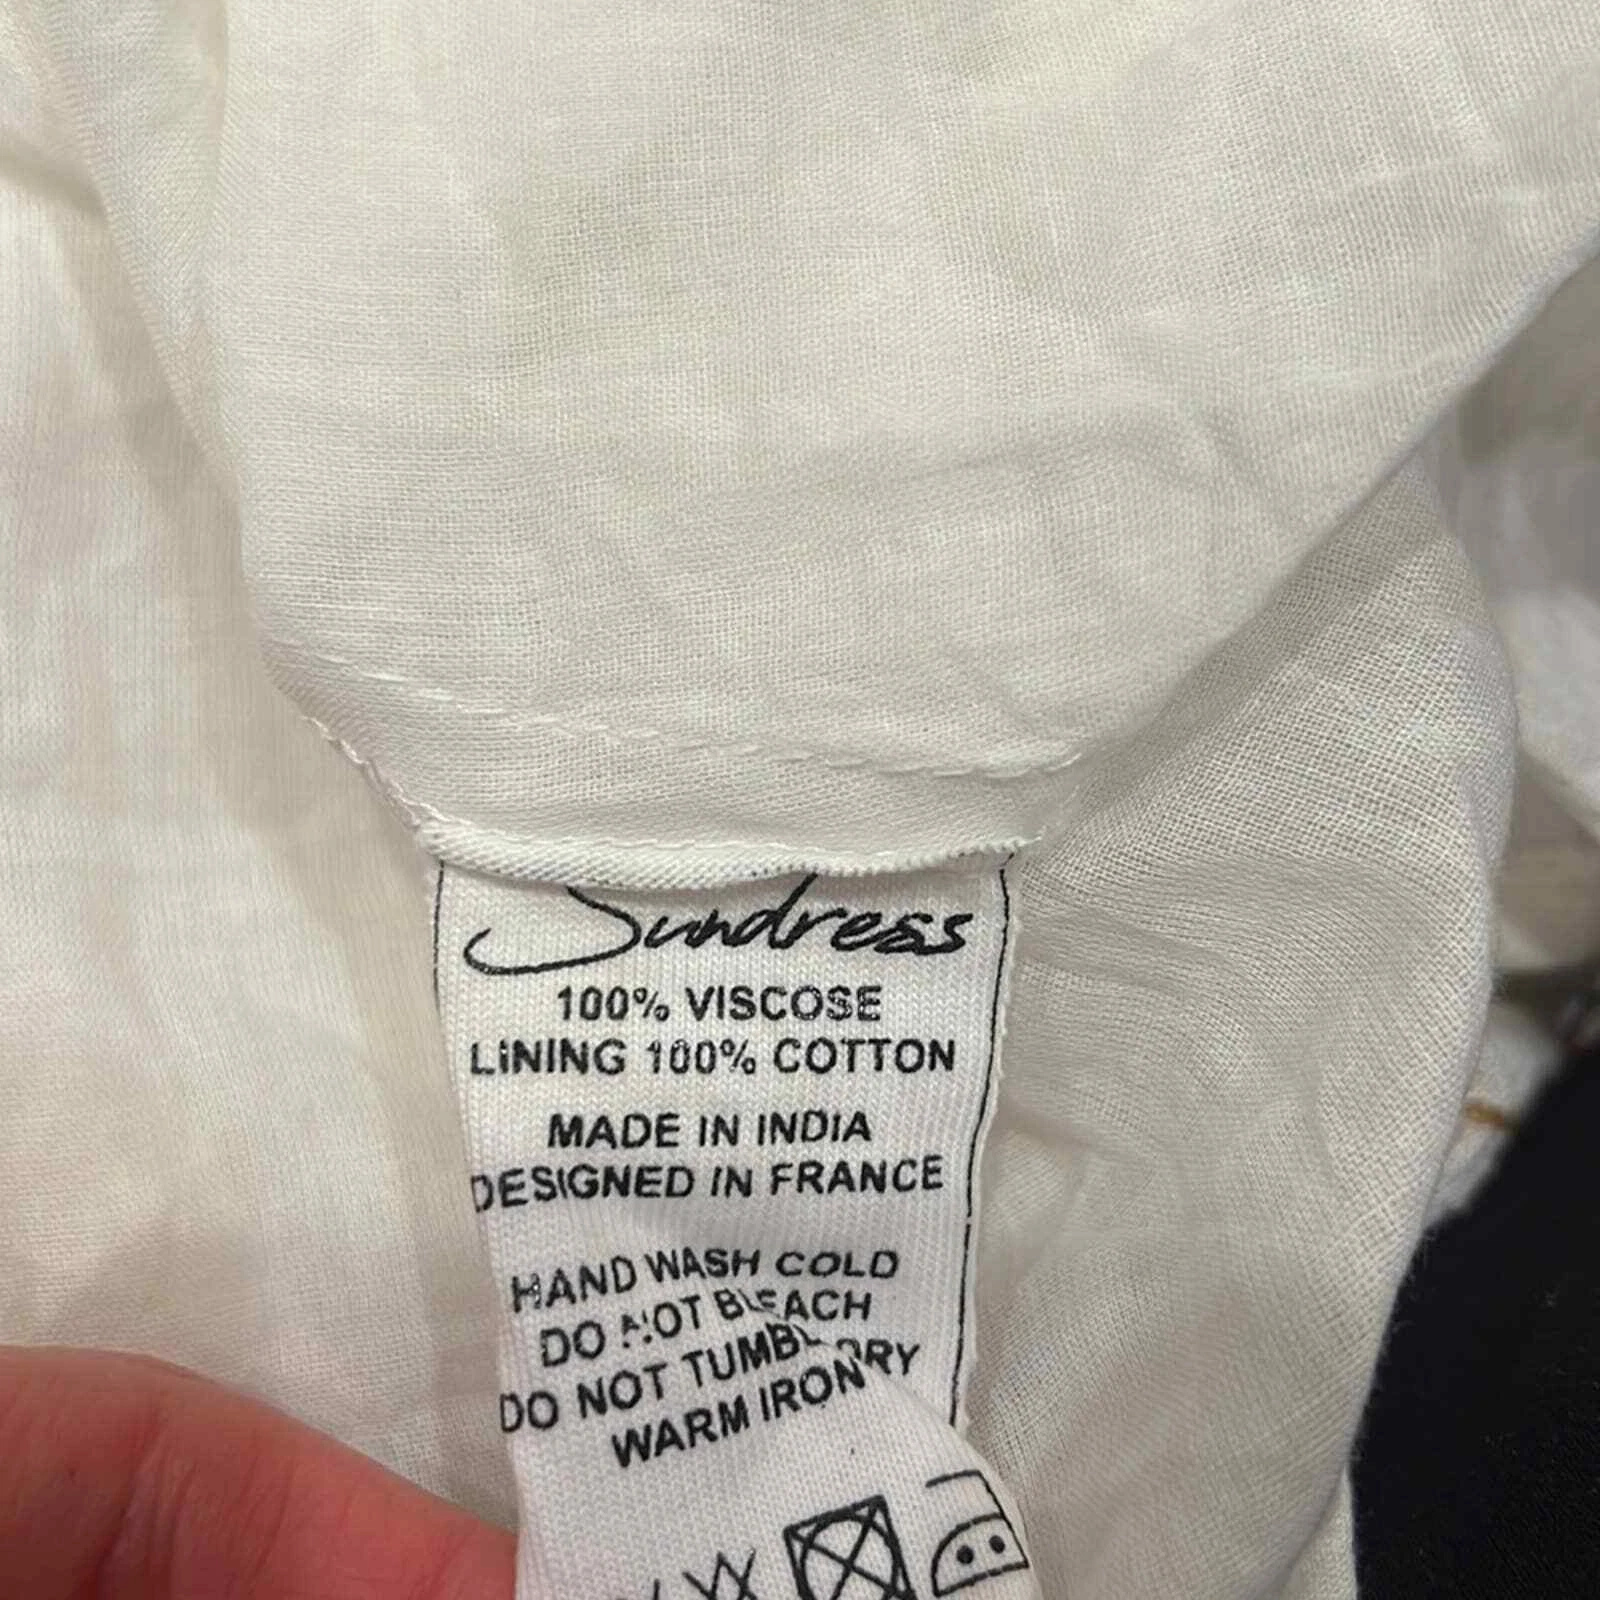 Sundress
100% VISCOSE
LINING 100% COTTON
MADE IN INDIA
DESIGNED IN FRANCE
HAND WASH COLD
DO NOT BLEACH
DO NOT TUMBL DRY
WARM IRON